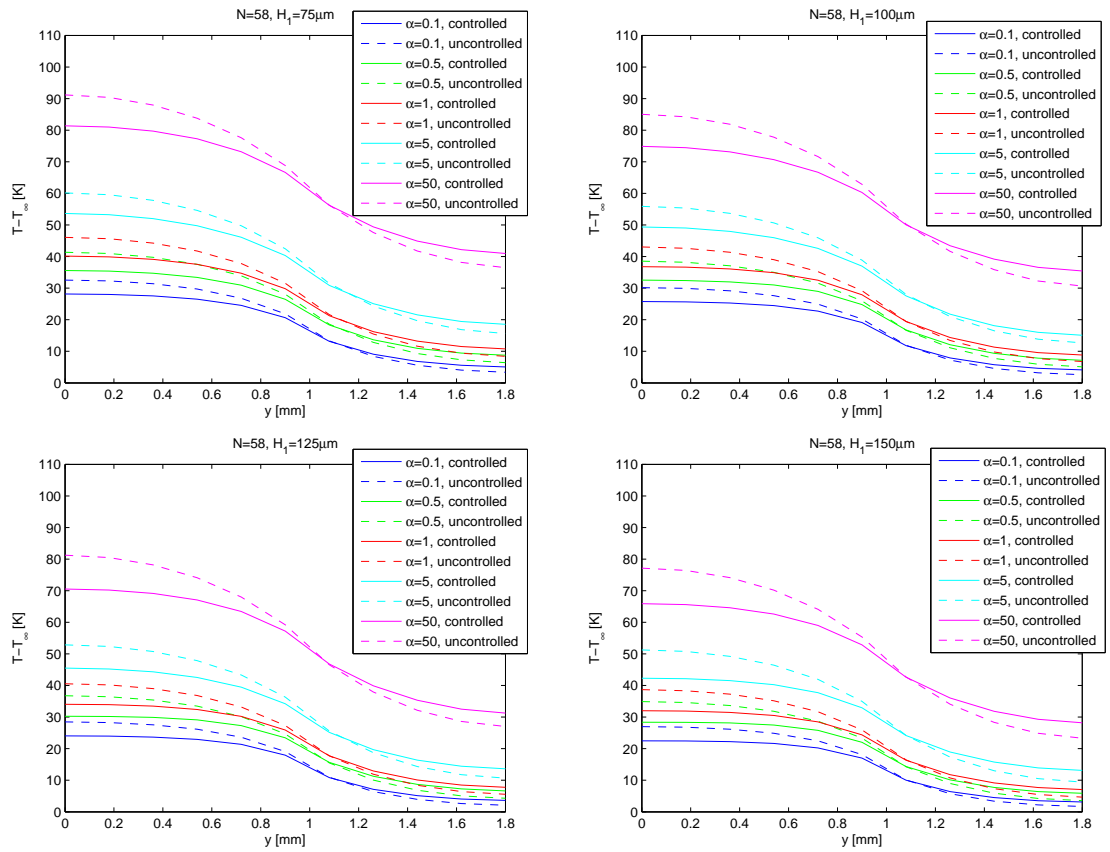 N=58, H_1=75μm
110
100
90
80
70
60
50
40
30
20
10
0
T−T_∞ [K]
0 0.2 0.4 0.6 0.8 1 1.2 1.4 1.6 1.8
y [mm]
α=0.1, controlled
α=0.1, uncontrolled
α=0.5, controlled
α=0.5, uncontrolled
α=1, controlled
α=1, uncontrolled
α=5, controlled
α=5, uncontrolled
α=50, controlled
α=50, uncontrolled
N=58, H_1=100μm
110
100
90
80
70
60
50
40
30
20
10
0
T−T_∞ [K]
0 0.2 0.4 0.6 0.8 1 1.2 1.4 1.6 1.8
y [mm]
α=0.1, controlled
α=0.1, uncontrolled
α=0.5, controlled
α=0.5, uncontrolled
α=1, controlled
α=1, uncontrolled
α=5, controlled
α=5, uncontrolled
α=50, controlled
α=50, uncontrolled
N=58, H_1=125μm
110
100
90
80
70
60
50
40
30
20
10
0
T−T_∞ [K]
0 0.2 0.4 0.6 0.8 1 1.2 1.4 1.6 1.8
y [mm]
α=0.1, controlled
α=0.1, uncontrolled
α=0.5, controlled
α=0.5, uncontrolled
α=1, controlled
α=1, uncontrolled
α=5, controlled
α=5, uncontrolled
α=50, controlled
α=50, uncontrolled
N=58, H_1=150μm
110
100
90
80
70
60
50
40
30
20
10
0
T−T_∞ [K]
0 0.2 0.4 0.6 0.8 1 1.2 1.4 1.6 1.8
y [mm]
α=0.1, controlled
α=0.1, uncontrolled
α=0.5, controlled
α=0.5, uncontrolled
α=1, controlled
α=1, uncontrolled
α=5, controlled
α=5, uncontrolled
α=50, controlled
α=50, uncontrolled